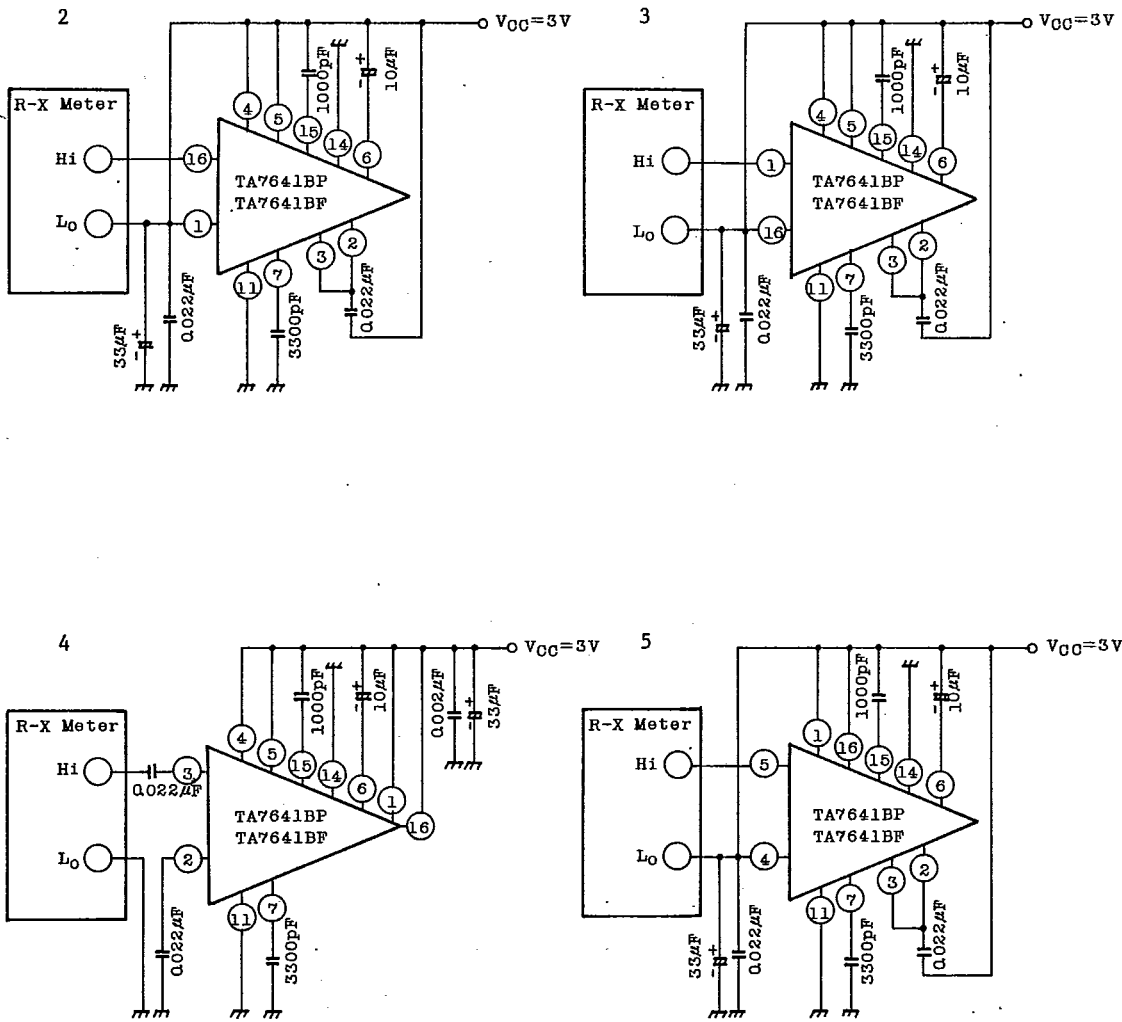 2
VCC=3V
R-X Meter
Hi
Lo
16
1
4
5
15
14
6
1000pF
- +
10μF
TA7641BP
TA7641BF
11
7
3
2
33μF
- +
0.022μF
3300pF
0.022μF
3
VCC=3V
R-X Meter
Hi
Lo
1
16
4
5
15
14
6
1000pF
- +
10μF
TA7641BP
TA7641BF
11
7
3
2
33μF
- +
0.022μF
3300pF
0.022μF
4
VCC=3V
R-X Meter
Hi
Lo
0.022μF
3
2
4
5
15
14
6
1
16
1000pF
- +
10μF
0.002μF
- +
33μF
TA7641BP
TA7641BF
11
7
0.022μF
3300pF
5
VCC=3V
R-X Meter
Hi
Lo
5
4
1
16
15
14
6
1000pF
- +
10μF
TA7641BP
TA7641BF
11
7
3
2
33μF
- +
0.022μF
3300pF
0.022μF